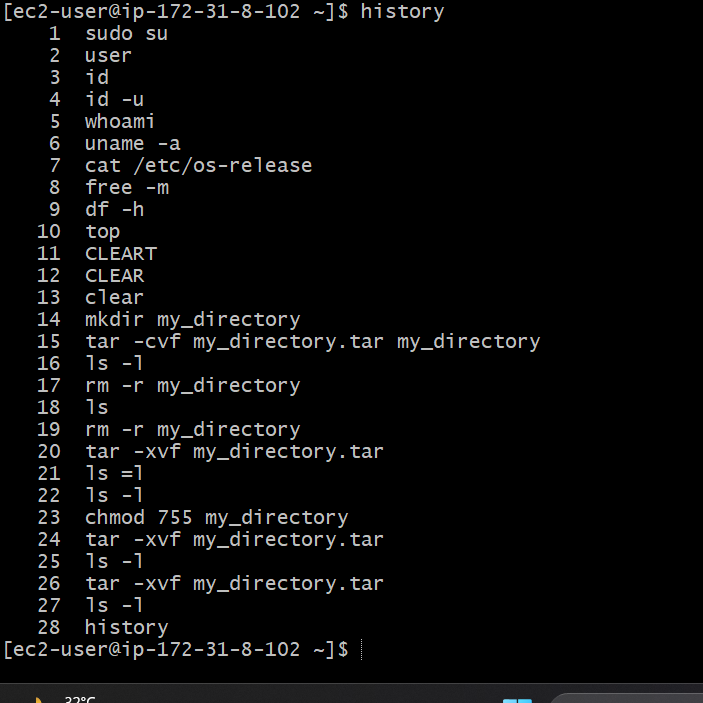 [ec2-user@ip-172-31-8-102 ~]$ history
1 sudo su
2 user
3 id
4 id -u
5 whoami
6 uname -a
7 cat /etc/os-release
8 free -m
9 df -h
10 top
11 CLEART
12 CLEAR
13 clear
14 mkdir my_directory
15 tar -cvf my_directory.tar my_directory
16 ls -l
17 rm -r my_directory
18 ls
19 rm -r my_directory
20 tar -xvf my_directory.tar
21 ls =l
22 ls -l
23 chmod 755 my_directory
24 tar -xvf my_directory.tar
25 ls -l
26 tar -xvf my_directory.tar
27 ls -l
28 history
[ec2-user@ip-172-31-8-102 ~]$
32°C